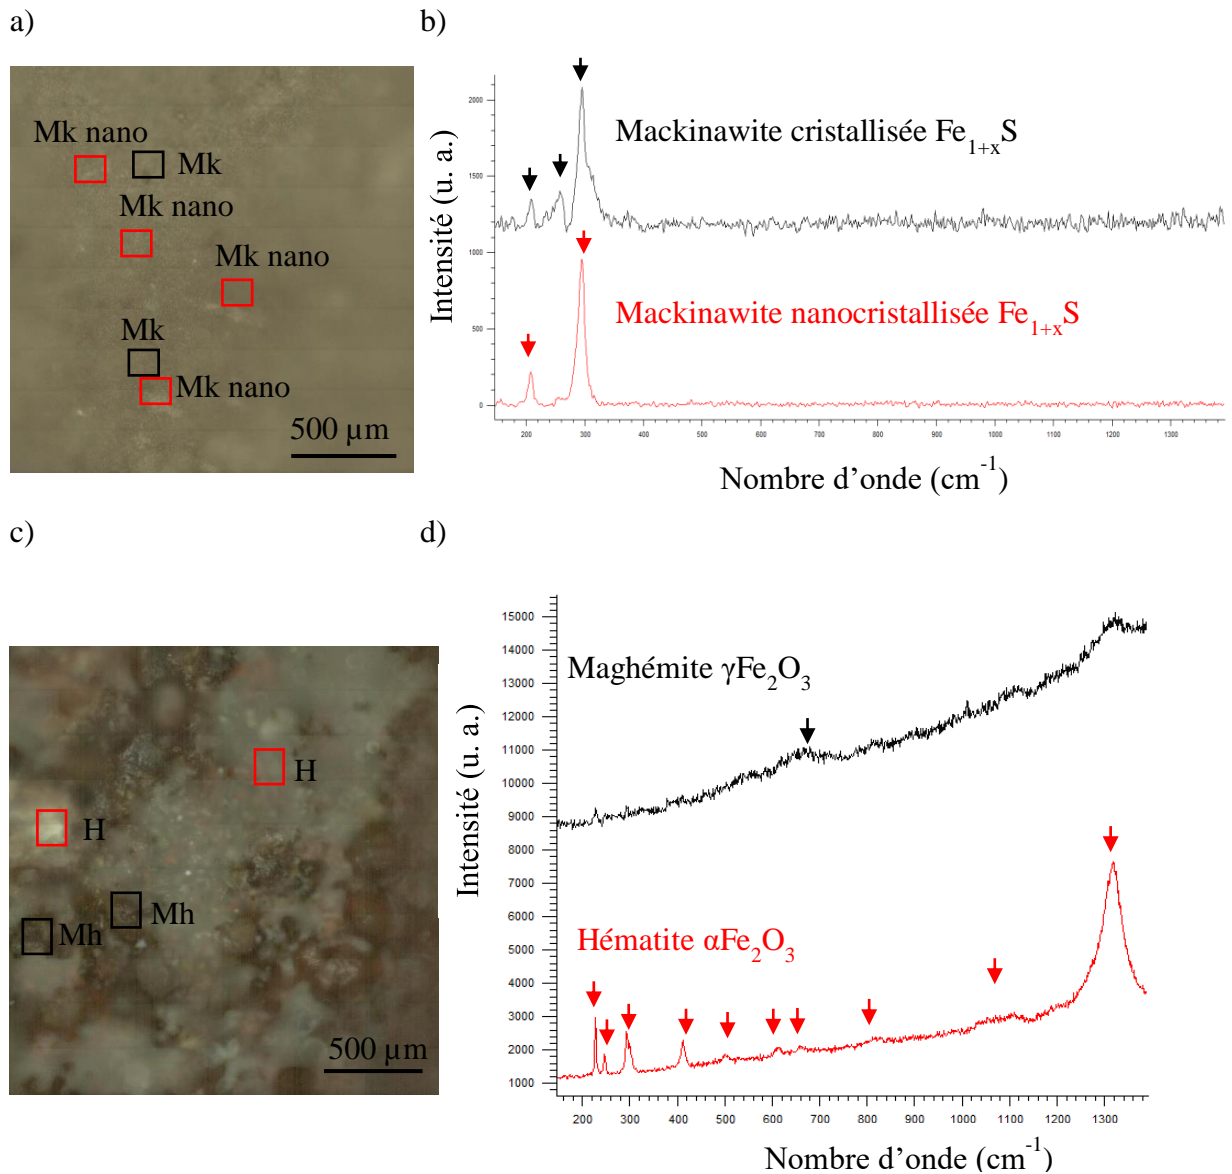 a)
b)
Mk nano
Mk
Mk nano
Mk nano
Mk
Mk nano
500 µm
Intensité (u. a.)
2000
1500
1000
500
0
Mackinawite cristallisée Fe1+xS
Mackinawite nanocristallisée Fe1+xS
200 300 400 500 600 700 800 900 1000 1100 1200 1300
Nombre d’onde (cm-1)
c)
d)
H
H
Mh
Mh
500 µm
Intensité (u. a.)
15000
14000
13000
12000
11000
10000
9000
8000
7000
6000
5000
4000
3000
2000
1000
Maghémite γFe2O3
Hématite αFe2O3
200 300 400 500 600 700 800 900 1000 1100 1200 1300
Nombre d’onde (cm-1)